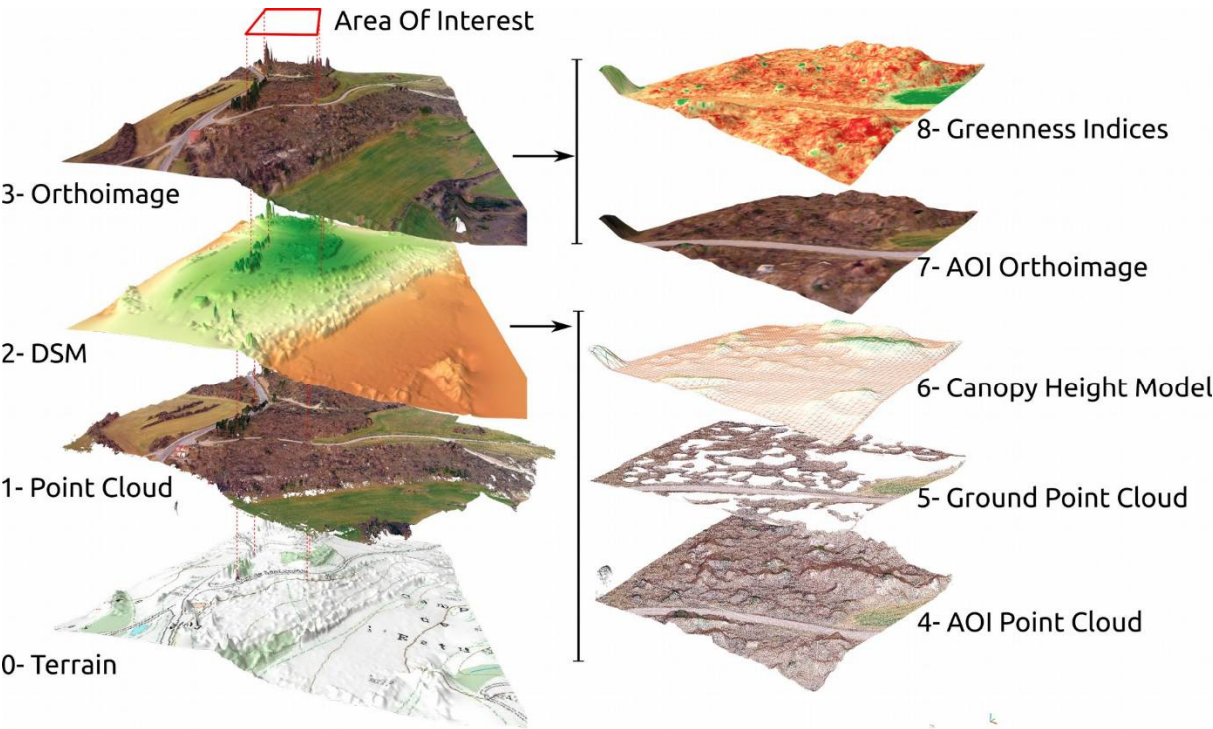 Area Of Interest
3- Orthoimage
2- DSM
1- Point Cloud
0- Terrain
8- Greenness Indices
7- AOI Orthoimage
6- Canopy Height Model
5- Ground Point Cloud
4- AOI Point Cloud